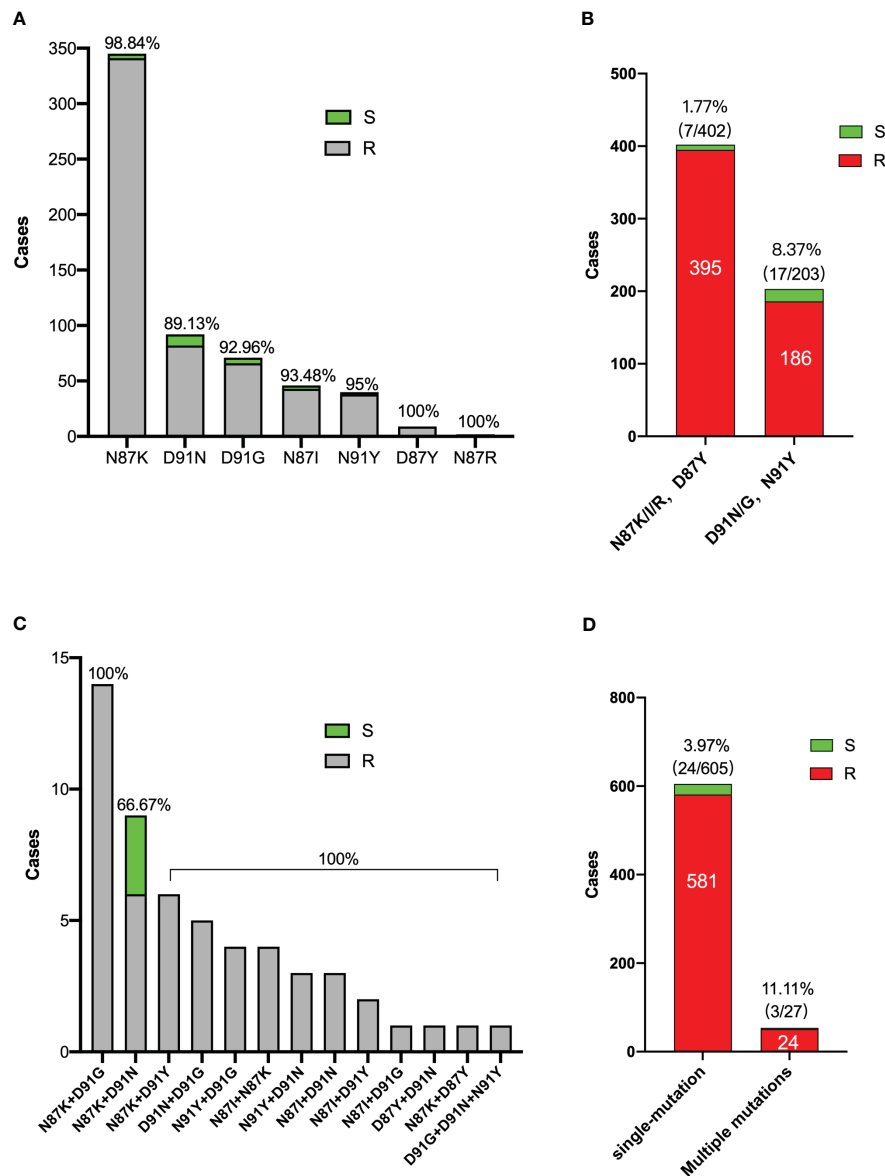 A
98.84%
350
300
250
200
150
100
50
0
Cases
89.13%
92.96%
93.48%
95%
100%
100%
S
R
N87K D91N D91G N87I N91Y D87Y N87R
B
500
400
300
200
100
0
Cases
1.77%
(7/402)
8.37%
(17/203)
395
186
S
R
N87K/I/R, D87Y
D91N/G, N91Y
C
15
10
5
0
Cases
100%
66.67%
100%
S
R
N87K+D91G
N87K+D91N
N87K+D91Y
D91N+D91G
N91Y+D91G
N87I+N87K
N91Y+D91N
N87I+D91N
N87I+D91Y
N87I+D91G
D87Y+D91N
N87K+D87Y
D91G+D91N+N91Y
D
800
600
400
200
0
Cases
3.97%
(24/605)
11.11%
(3/27)
581
24
S
R
single-mutation
Multiple mutations